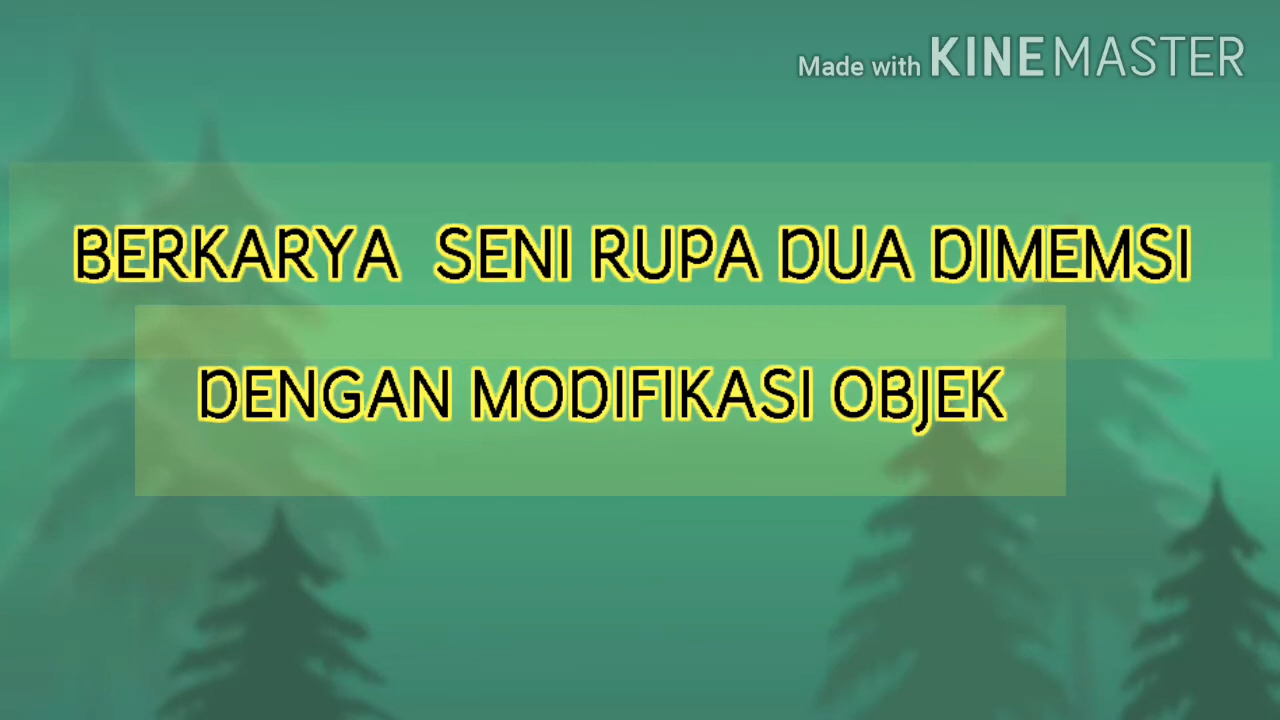 Made with KINEMASTER
BERKARYA SENI RUPA DUA DIMEMSI
DENGAN MODIFIKASI OBJEK